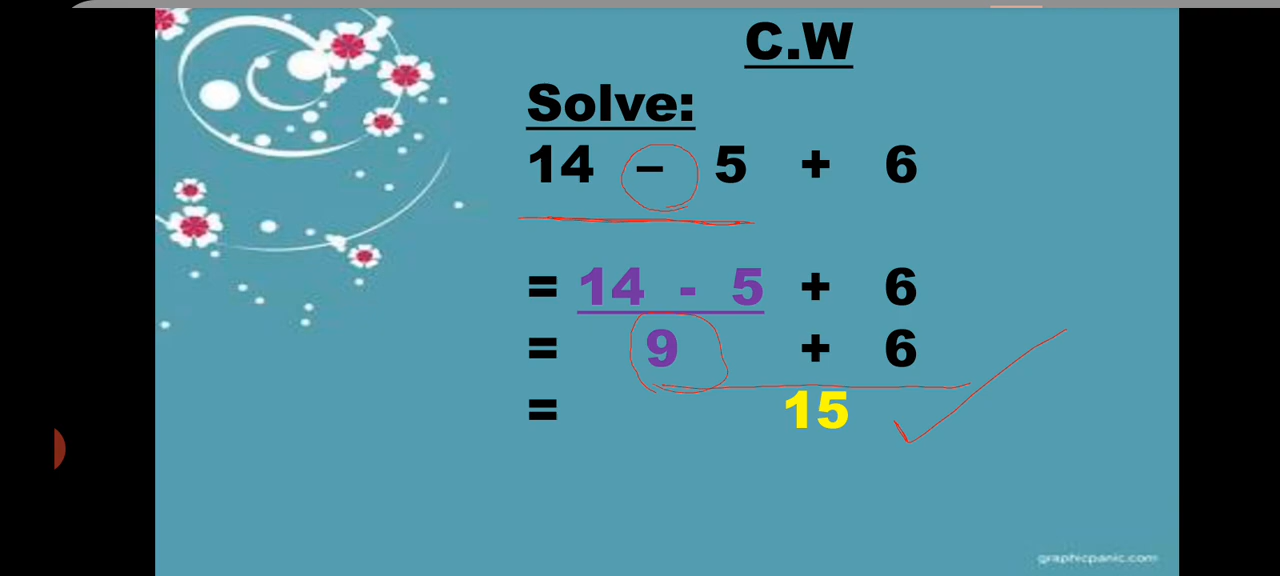 C.W
Solve:
14 – 5 + 6
= 14 - 5 + 6
= 9 + 6
= 15
graphicpanic.com